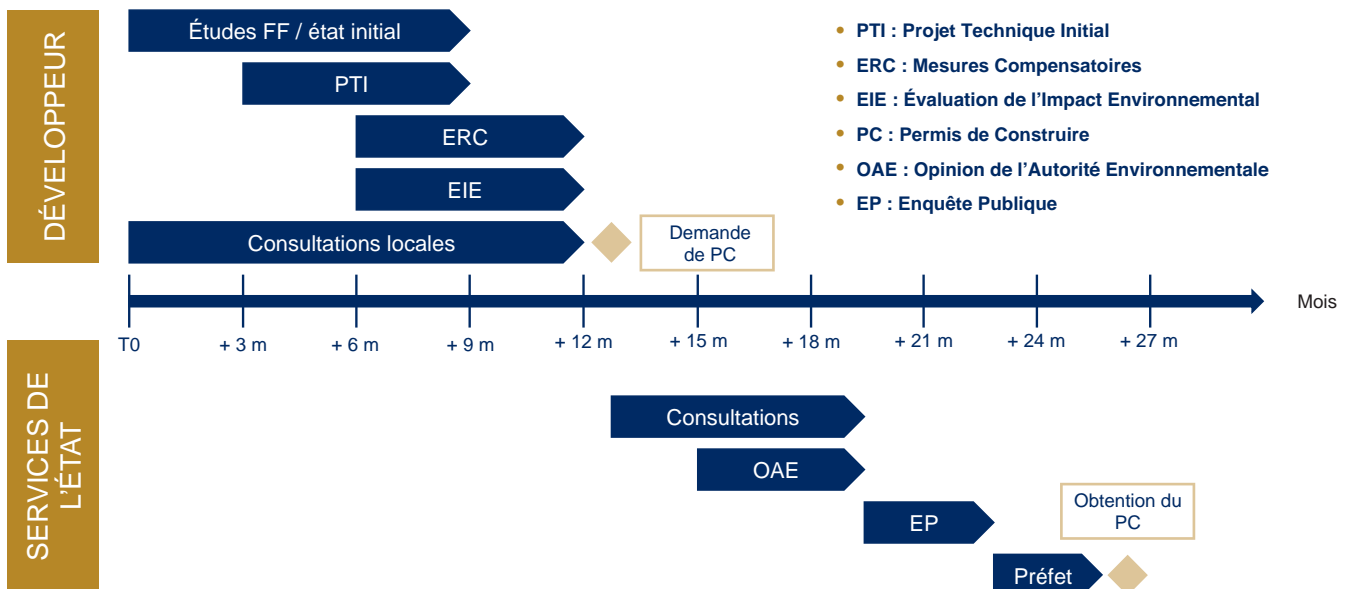 DÉVELOPPEUR
Études FF / état initial
PTI
ERC
EIE
Consultations locales
Demande
de PC
• PTI : Projet Technique Initial
• ERC : Mesures Compensatoires
• EIE : Évaluation de l'Impact Environnemental
• PC : Permis de Construire
• OAE : Opinion de l'Autorité Environnementale
• EP : Enquête Publique
Mois
T0 + 3 m + 6 m + 9 m + 12 m + 15 m + 18 m + 21 m + 24 m + 27 m
SERVICES DE
L'ÉTAT
Consultations
OAE
EP
Obtention du
PC
Préfet